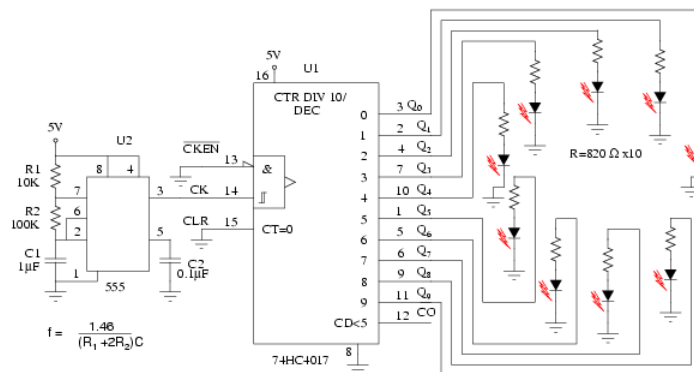 5V
U1
16
CTR DIV 10/
DEC
0 3 Q0
1 2 Q1
2 4 Q2
3 7 Q3
4 10 Q4
5 1 Q5
6 5 Q6
7 6 Q7
8 9 Q8
9 11 Q9
CD<5 12 CO
5V
U2
8 4
R1
10K
7
3
CK
14
CKEN
13
&
R2
100K
6
2
CLR
15
CT=0
C1
1µF
5
C2
0.1µF
1
555
R=820 Ω x10
f = 1.46
(R1 +2R2)C
74HC4017
8